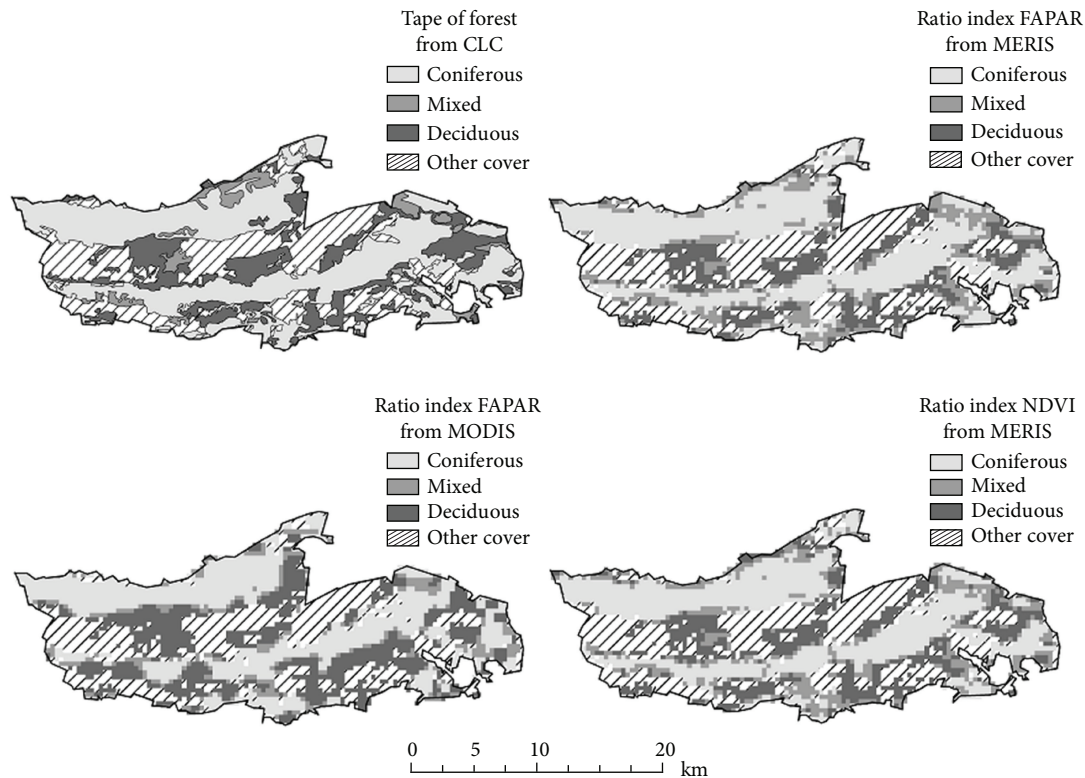 Tape of forest
from CLC
Coniferous
Mixed
Deciduous
Other cover
Ratio index FAPAR
from MERIS
Coniferous
Mixed
Deciduous
Other cover
Ratio index FAPAR
from MODIS
Coniferous
Mixed
Deciduous
Other cover
Ratio index NDVI
from MERIS
Coniferous
Mixed
Deciduous
Other cover
0 5 10 20
km